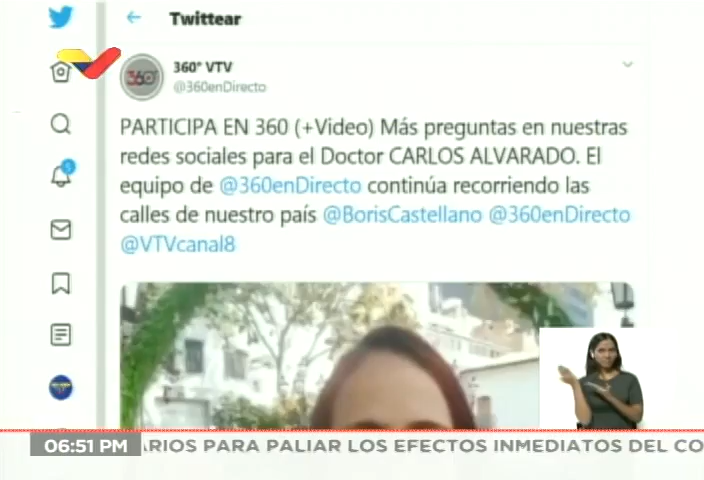 Twittear
360° VTV
@360enDirecto
360°
PARTICIPA EN 360 (+Video) Más preguntas en nuestras
redes sociales para el Doctor CARLOS ALVARADO. El
equipo de @360enDirecto continúa recorriendo las
calles de nuestro país @BorisCastellano @360enDirecto
@VTVcanal8
06:51 PM ARIOS PARA PALIAR LOS EFECTOS INMEDIATOS DEL CO